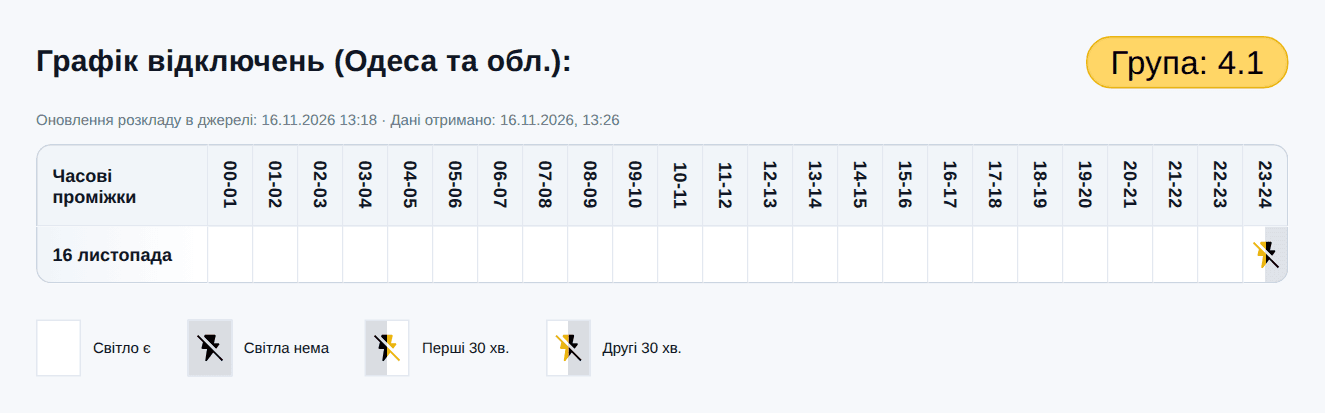 Графік відключень (Одеса та обл.):
Група: 4.1
Оновлення розкладу в джерелі: 16.11.2026 13:18 · Дані отримано: 16.11.2026, 13:26
Часові
проміжки
00-01
01-02
02-03
03-04
04-05
05-06
06-07
07-08
08-09
09-10
10-11
11-12
12-13
13-14
14-15
15-16
16-17
17-18
18-19
19-20
20-21
21-22
22-23
23-24
16 листопада
Світло є
Світла нема
Перші 30 хв.
Другі 30 хв.